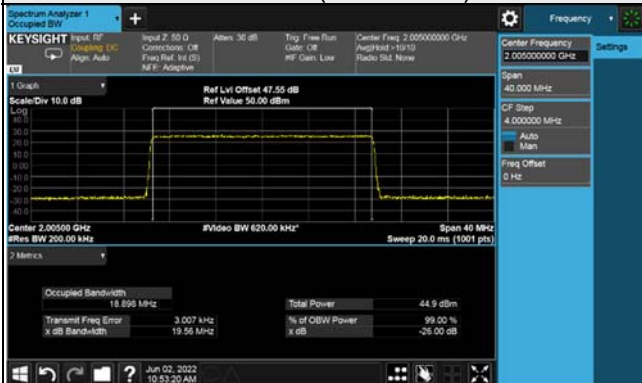 Spectrum Analyzer 1
Occupied BW
+
Frequency
KEYSIGHT
Input: RF
Coupling: DC
Align: Auto
Input Z: 50 Ω
Corrections: Off
Freq Ref: Int (S)
NFE: Adaptive
Atten: 30 dB
Trig: Free Run
Gate: Off
#IF Gain: Low
Center Freq: 2.005000000 GHz
Avg|Hold:>10/10
Radio Std: None
LXI
1 Graph
Scale/Div 10.0 dB
Ref Lvl Offset 47.55 dB
Ref Value 50.00 dBm
Log
40.0
30.0
20.0
10.0
0.00
-10.0
-20.0
-30.0
-40.0
Center 2.00500 GHz
#Video BW 620.00 kHz*
Span 40 MHz
#Res BW 200.00 kHz
Sweep 20.0 ms (1001 pts)
2 Metrics
Occupied Bandwidth
18.898 MHz
Total Power 44.9 dBm
Transmit Freq Error 3.007 kHz
% of OBW Power 99.00 %
x dB Bandwidth 19.56 MHz
x dB -26.00 dB
Center Frequency
2.005000000 GHz
Settings
Span
40.000 MHz
CF Step
4.000000 MHz
Auto
Man
Freq Offset
0 Hz
?
Jun 02, 2022
10:53:20 AM